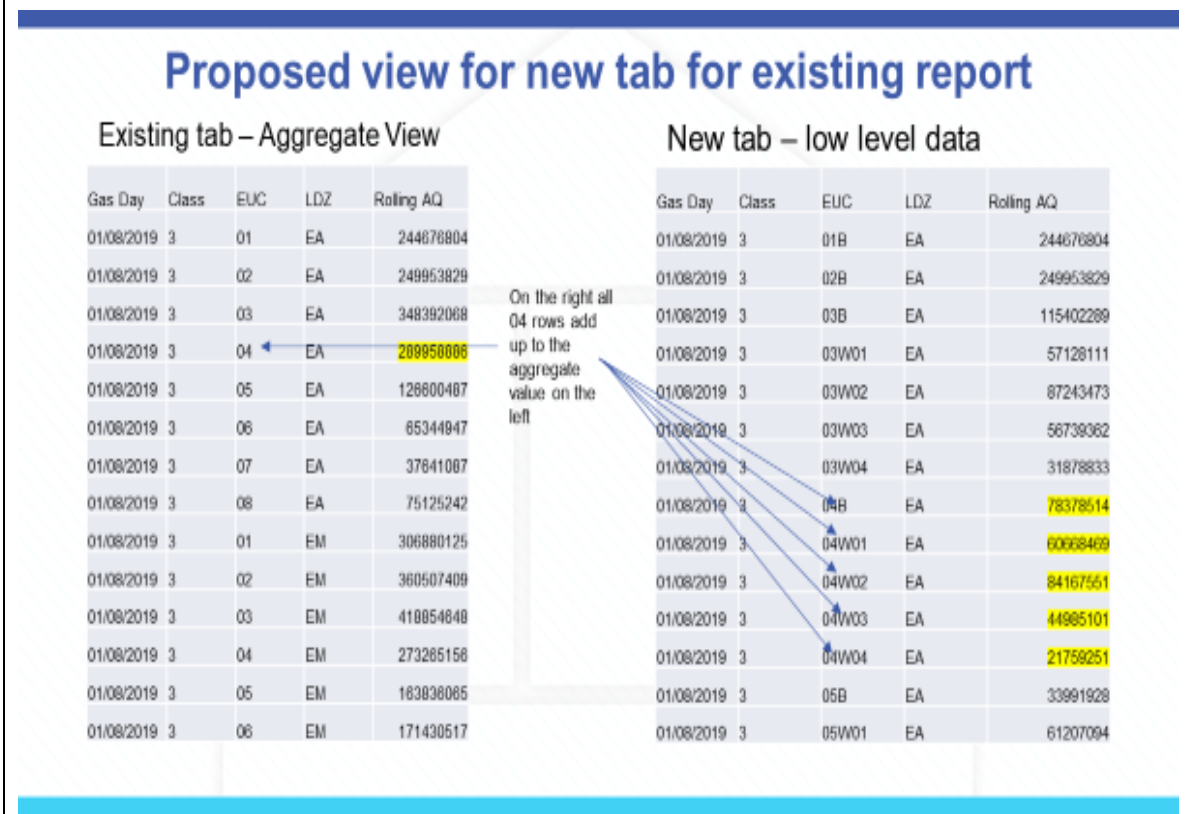 Proposed view for new tab for existing report
Existing tab – Aggregate View
Gas Day Class EUC LDZ Rolling AQ
01/08/2019 3 01 EA 244676804
01/08/2019 3 02 EA 249953829
01/08/2019 3 03 EA 348392068
01/08/2019 3 04 EA 289958886
01/08/2019 3 05 EA 126600487
01/08/2019 3 06 EA 65344947
01/08/2019 3 07 EA 37641087
01/08/2019 3 08 EA 75125242
01/08/2019 3 01 EM 306880125
01/08/2019 3 02 EM 360507409
01/08/2019 3 03 EM 418854648
01/08/2019 3 04 EM 273265156
01/08/2019 3 05 EM 163836065
01/08/2019 3 06 EM 171430517
On the right all
04 rows add
up to the
aggregate
value on the
left
New tab – low level data
Gas Day Class EUC LDZ Rolling AQ
01/08/2019 3 01B EA 244676804
01/08/2019 3 02B EA 249953829
01/08/2019 3 03B EA 115402289
01/08/2019 3 03W01 EA 57128111
01/08/2019 3 03W02 EA 87243473
01/08/2019 3 03W03 EA 56739362
01/08/2019 3 03W04 EA 31878833
01/08/2019 3 04B EA 78378514
01/08/2019 3 04W01 EA 60668469
01/08/2019 3 04W02 EA 84167551
01/08/2019 3 04W03 EA 44985101
01/08/2019 3 04W04 EA 21759251
01/08/2019 3 05B EA 33991928
01/08/2019 3 05W01 EA 61207094